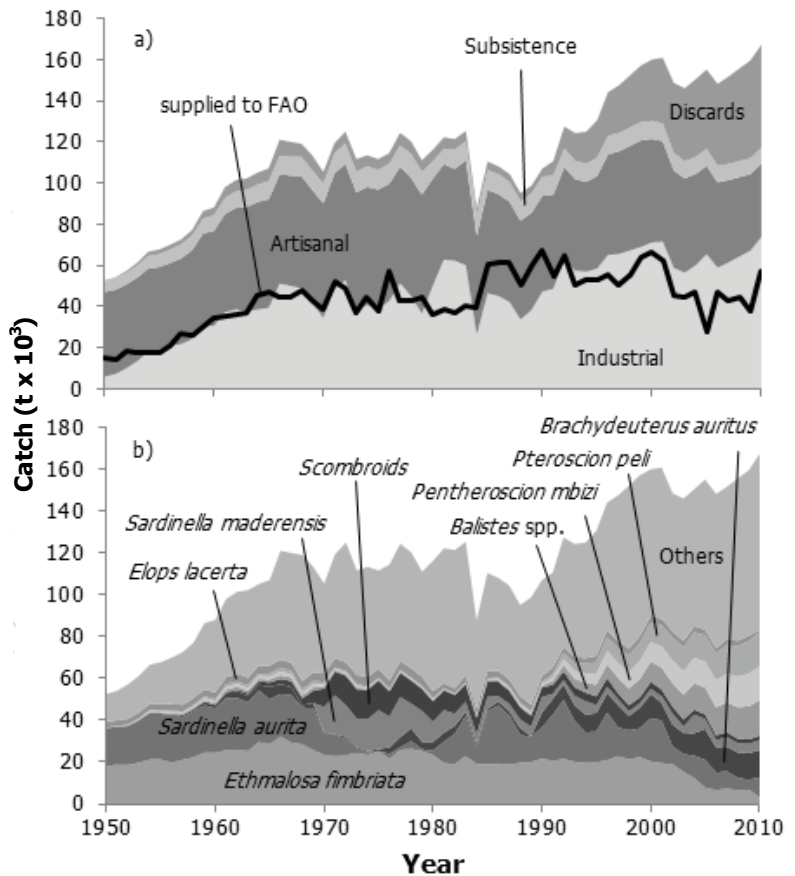 180
160
140
120
100
80
60
40
20
0
a)
supplied to FAO
Subsistence
Discards
Artisanal
Industrial
Catch (t x 10³)
180
160
140
120
100
80
60
40
20
0
b)
Brachydeuterus auritus
Pteroscion peli
Scombroids
Pentheroscion mbizi
Sardinella maderensis
Balistes spp.
Elops lacerta
Others
Sardinella aurita
Ethmalosa fimbriata
1950 1960 1970 1980 1990 2000 2010
Year